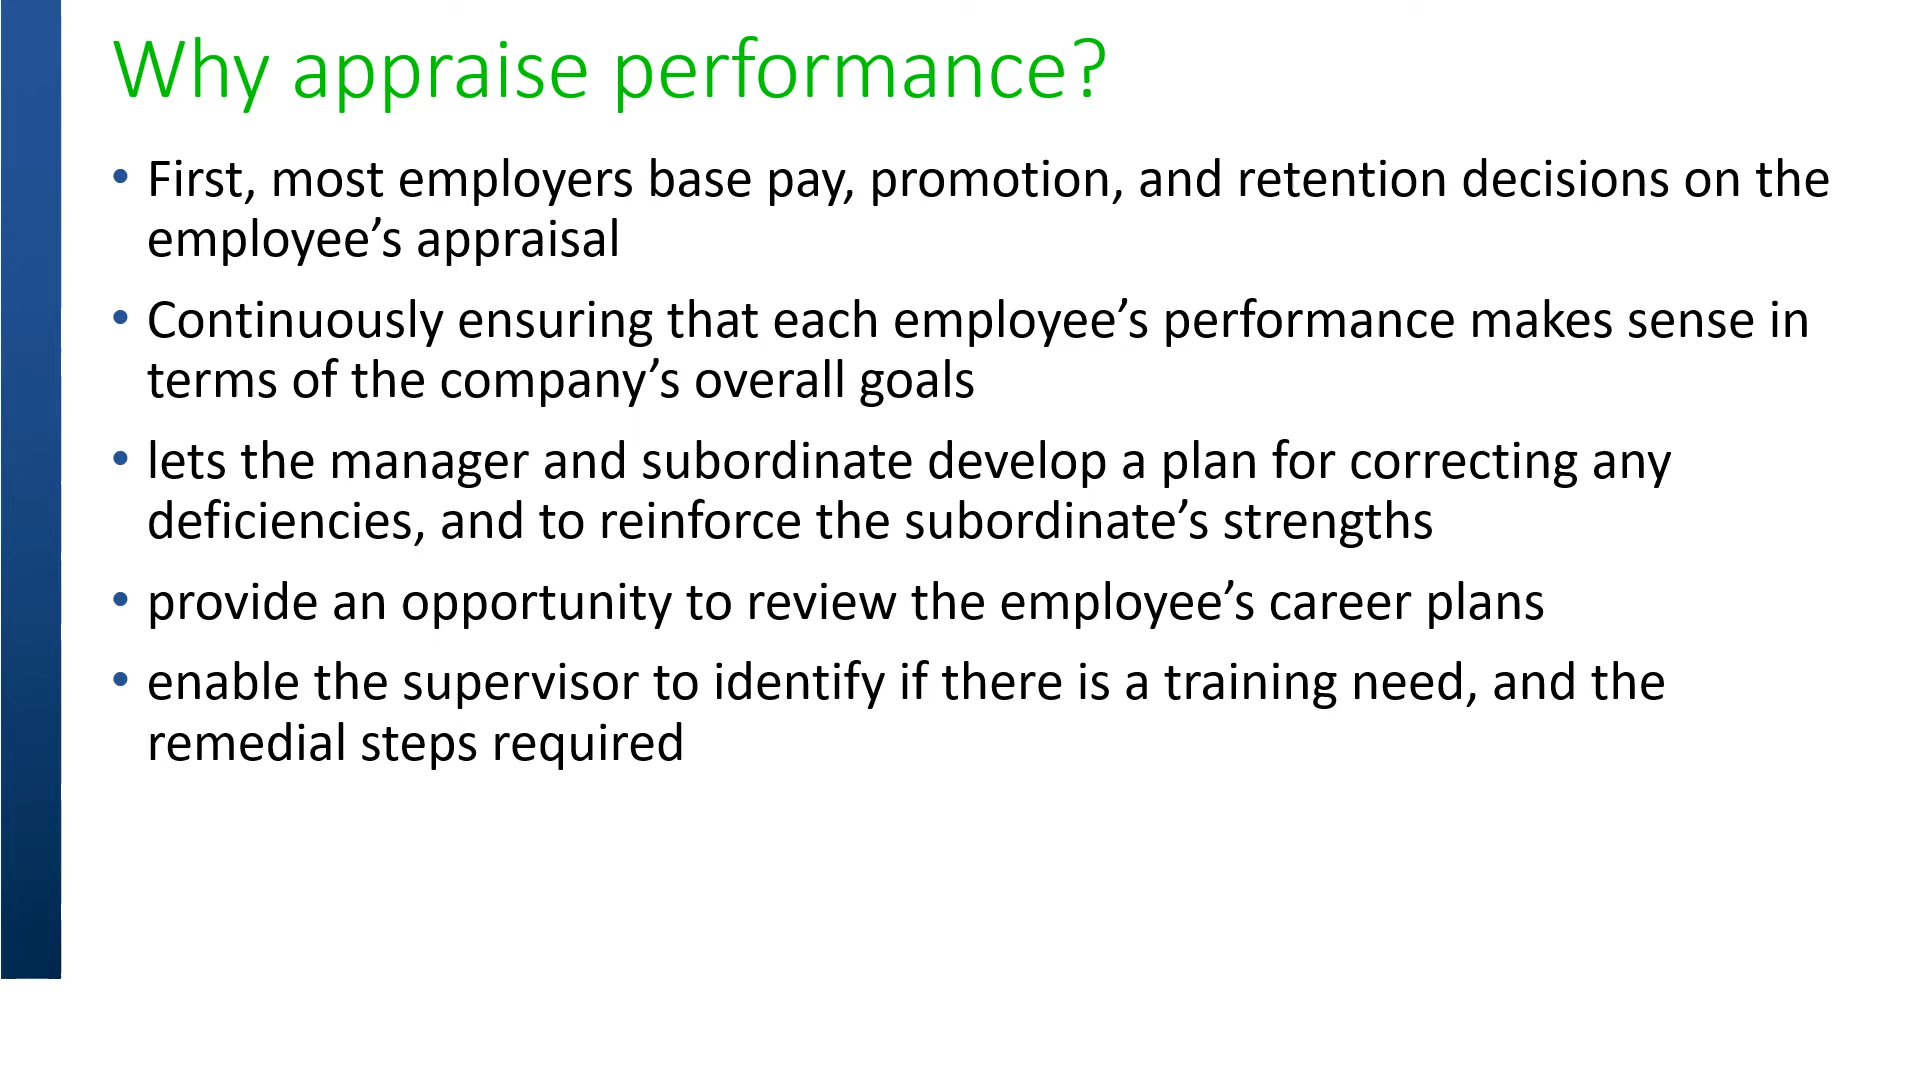 Why appraise performance?
• First, most employers base pay, promotion, and retention decisions on the
employee’s appraisal
• Continuously ensuring that each employee’s performance makes sense in
terms of the company’s overall goals
• lets the manager and subordinate develop a plan for correcting any
deficiencies, and to reinforce the subordinate’s strengths
• provide an opportunity to review the employee’s career plans
• enable the supervisor to identify if there is a training need, and the
remedial steps required